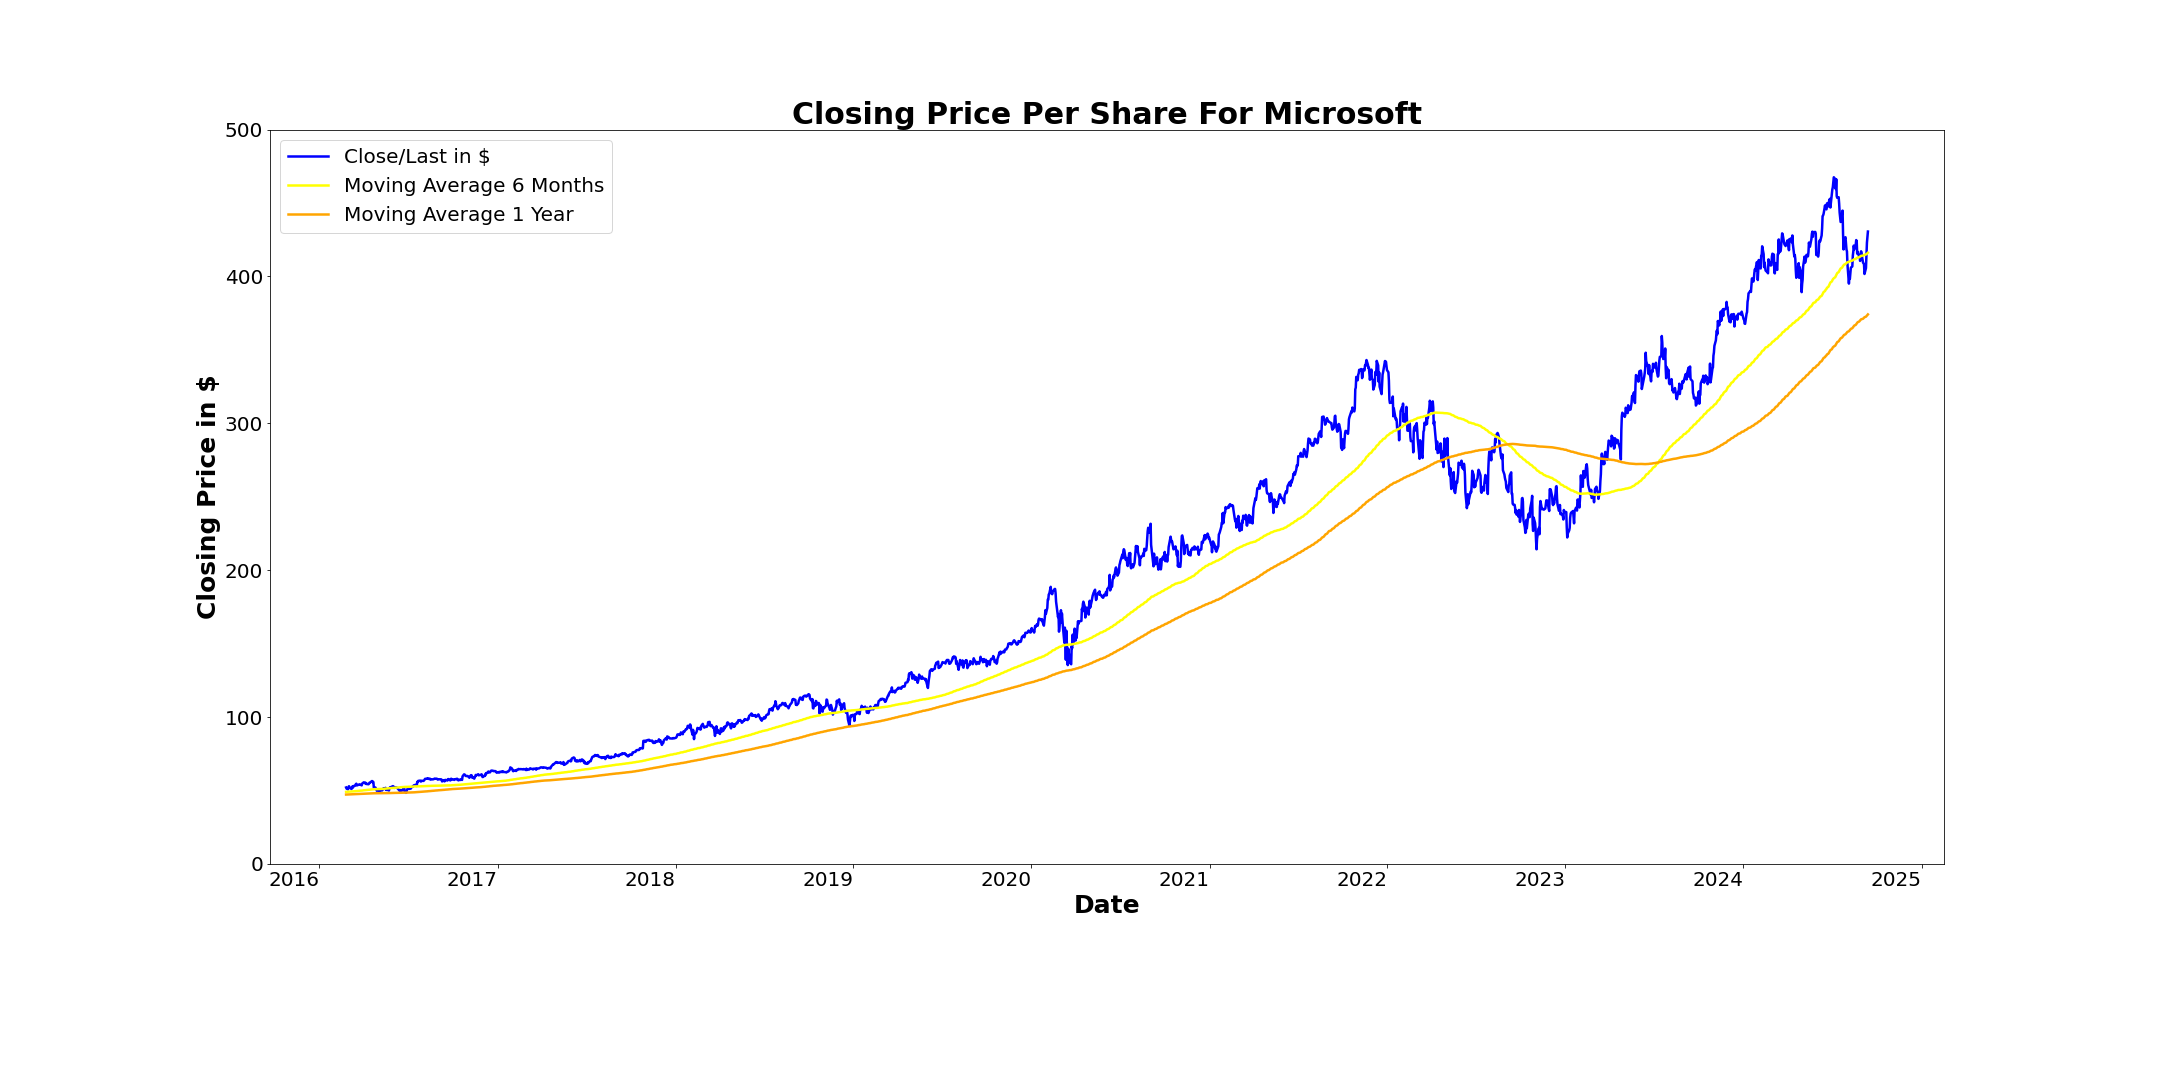 Closing Price Per Share For Microsoft
Close/Last in $
Moving Average 6 Months
Moving Average 1 Year
Closing Price in $
500
400
300
200
100
0
2016 2017 2018 2019 2020 2021 2022 2023 2024 2025
Date